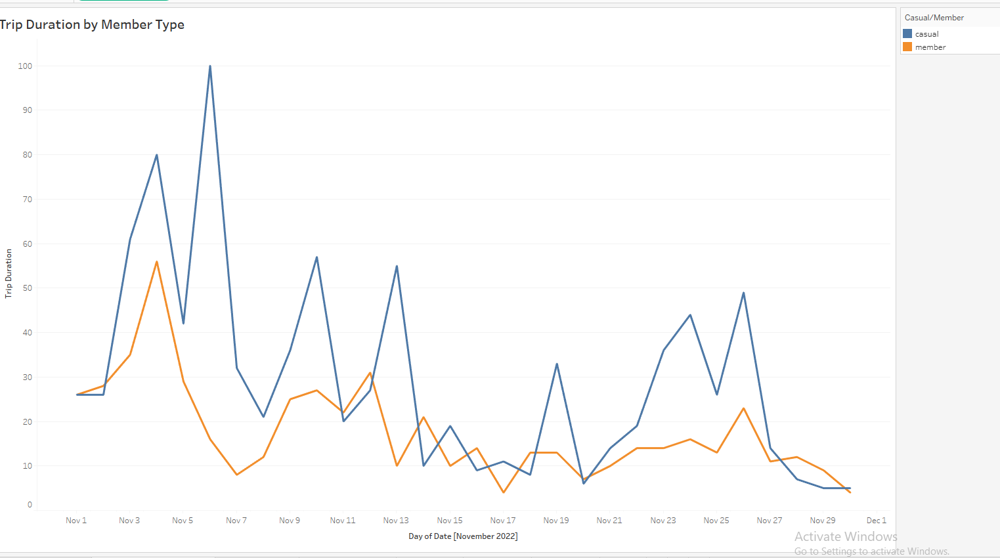 Trip Duration by Member Type
Casual/Member
casual
member
100
90
80
70
60
50
40
30
20
10
0
Trip Duration
Nov 1
Nov 3
Nov 5
Nov 7
Nov 9
Nov 11
Nov 13
Nov 15
Nov 17
Nov 19
Nov 21
Nov 23
Nov 25
Nov 27
Nov 29
Dec 1
Day of Date [November 2022]
Activate Windows
Go to Settings to activate Windows.